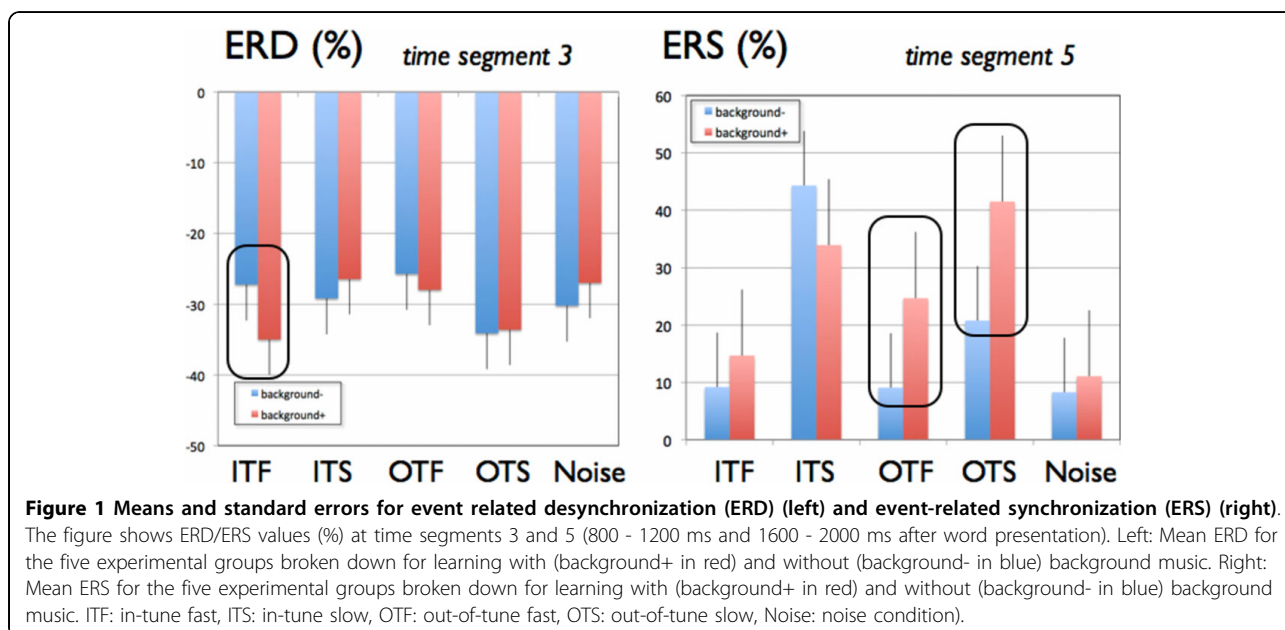 ERD (%) time segment 3
0
-10
-20
-30
-40
-50
background-
background+
ITF ITS OTF OTS Noise
ERS (%) time segment 5
60
50
40
30
20
10
0
background-
background+
ITF ITS OTF OTS Noise
Figure 1 Means and standard errors for event related desynchronization (ERD) (left) and event-related synchronization (ERS) (right).
The figure shows ERD/ERS values (%) at time segments 3 and 5 (800 - 1200 ms and 1600 - 2000 ms after word presentation). Left: Mean ERD for
the five experimental groups broken down for learning with (background+ in red) and without (background- in blue) background music. Right:
Mean ERS for the five experimental groups broken down for learning with (background+ in red) and without (background- in blue) background
music. ITF: in-tune fast, ITS: in-tune slow, OTF: out-of-tune fast, OTS: out-of-tune slow, Noise: noise condition).